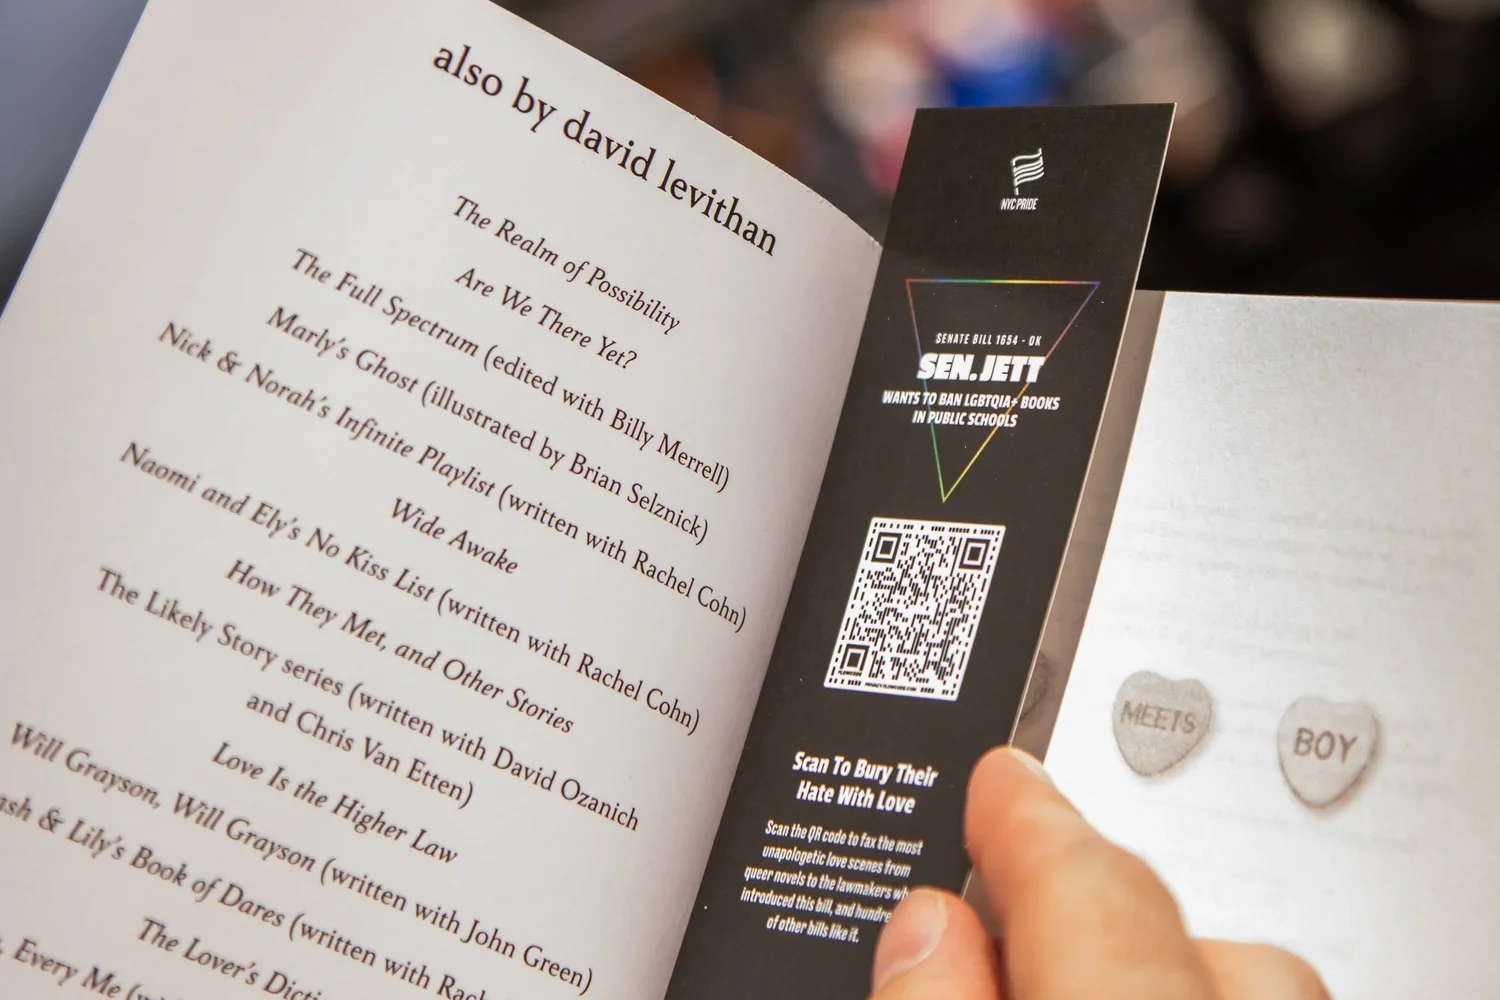 also by david levithan
The Realm of Possibility
Are We There Yet?
The Full Spectrum (edited with Billy Merrell)
Marly's Ghost (illustrated by Brian Selznick)
Nick & Norah's Infinite Playlist (written with Rachel Cohn)
Wide Awake
Naomi and Ely's No Kiss List (written with Rachel Cohn)
How They Met, and Other Stories
The Likely Story series (written with David Ozanich
and Chris Van Etten)
Love Is the Higher Law
Will Grayson, Will Grayson (written with John Green)
& Lily's Book of Dares (written with
The Lover's
Every Me
NYC PRIDE
SENATE BILL 1654 - OK
SEN. JETT
WANTS TO BAN LGBTQIA+ BOOKS
IN PUBLIC SCHOOLS
FLOWCODE
PRIVACY.FLOWCODE.COM
Scan To Bury Their
Hate With Love
Scan the QR code to fax the most
unapologetic love scenes from
queer novels to the lawmakers
introduced this bill, and
of other bills like it.
MEETS
BOY